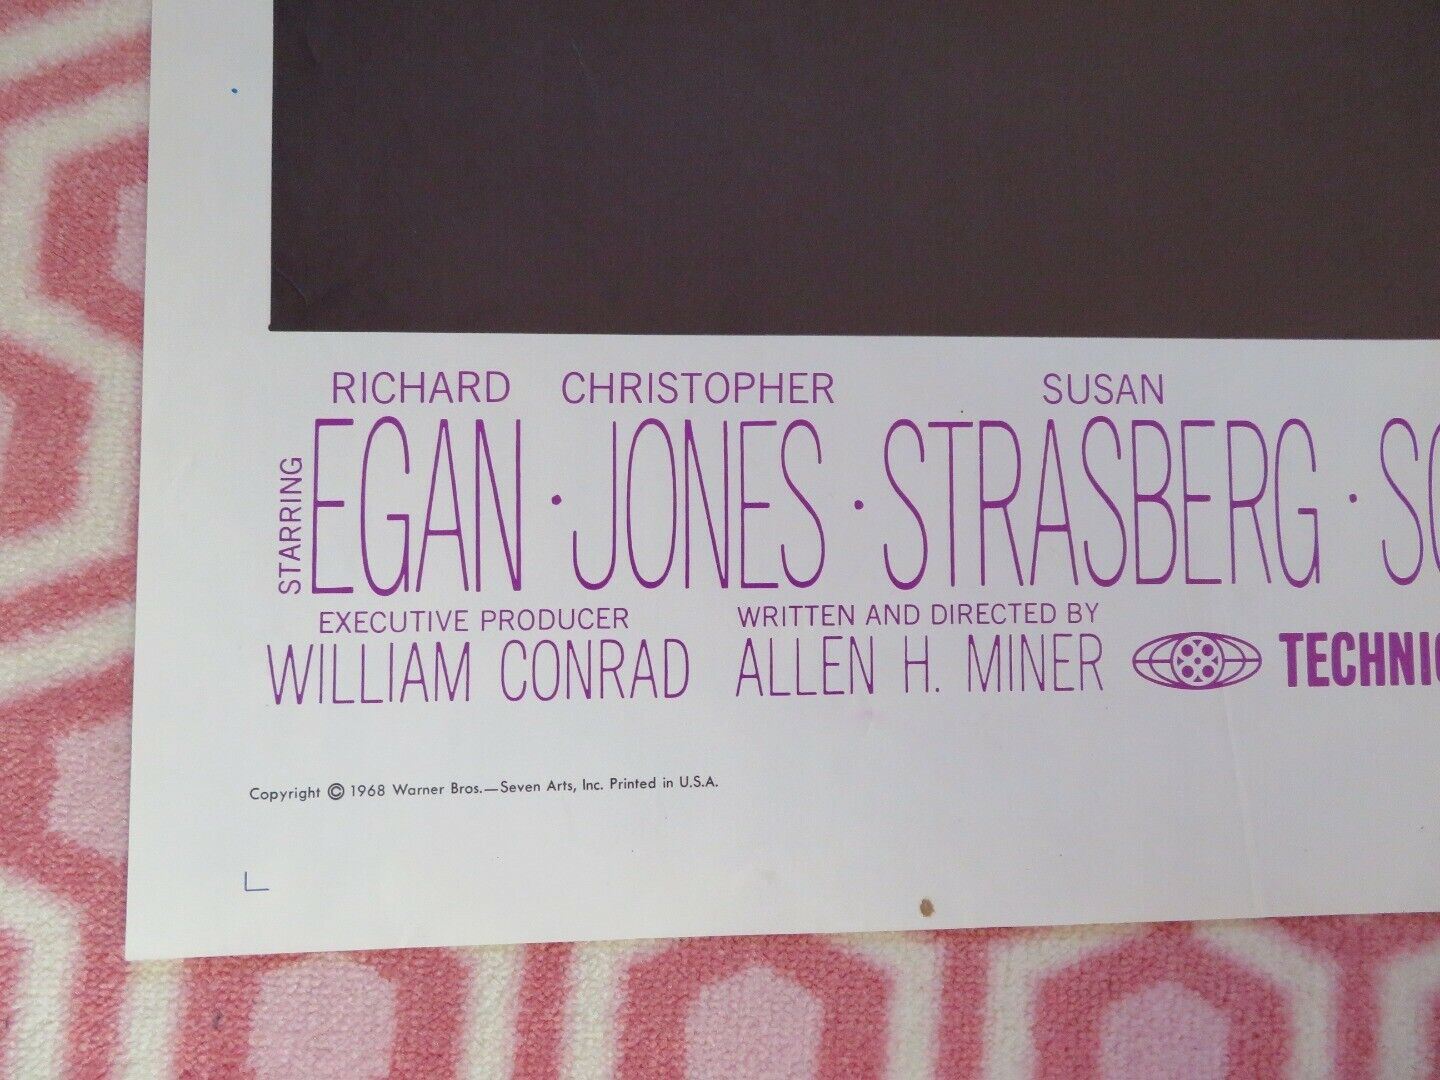 RICHARD CHRISTOPHER SUSAN
STARRING
EGAN · JONES · STRASBERG ·
EXECUTIVE PRODUCER WRITTEN AND DIRECTED BY
WILLIAM CONRAD ALLEN H. MINER
Copyright © 1968 Warner Bros.—Seven Arts, Inc. Printed in U.S.A.